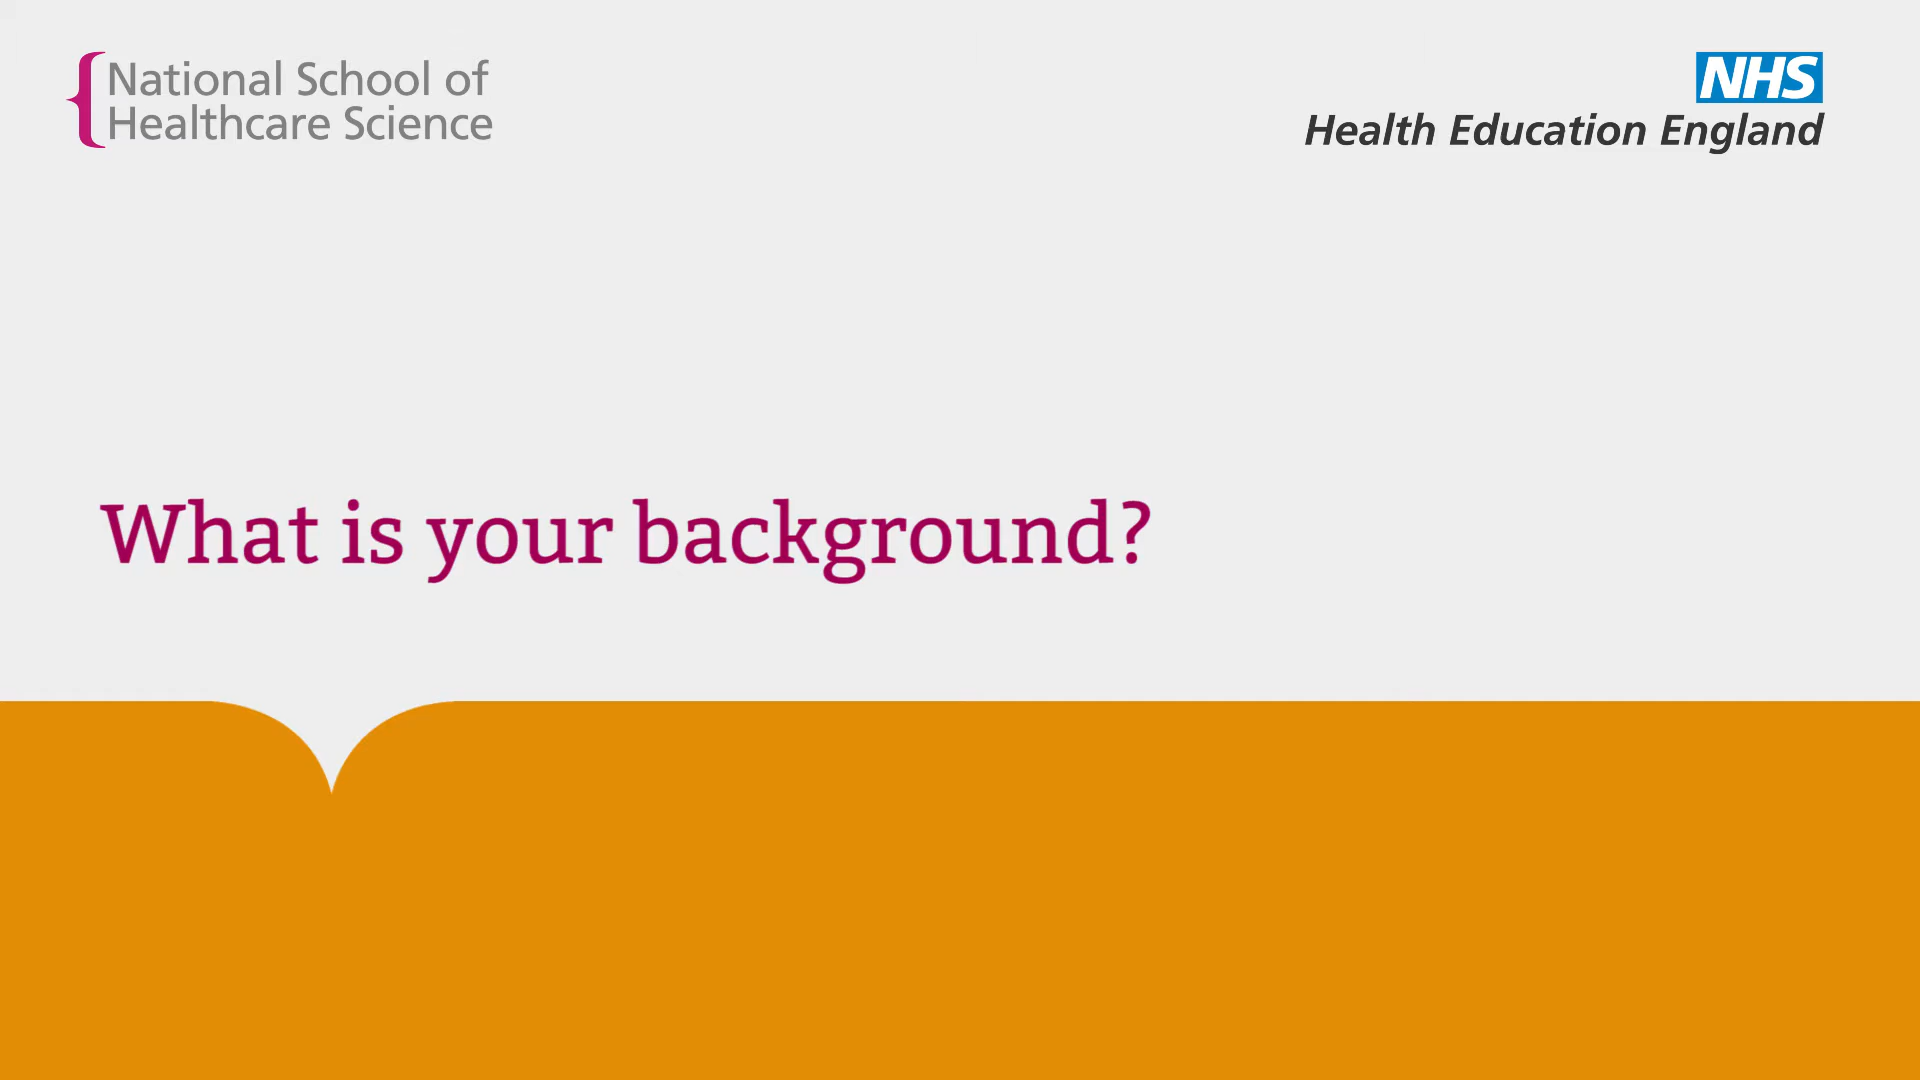 National School of
Healthcare Science
NHS
Health Education England
What is your background?